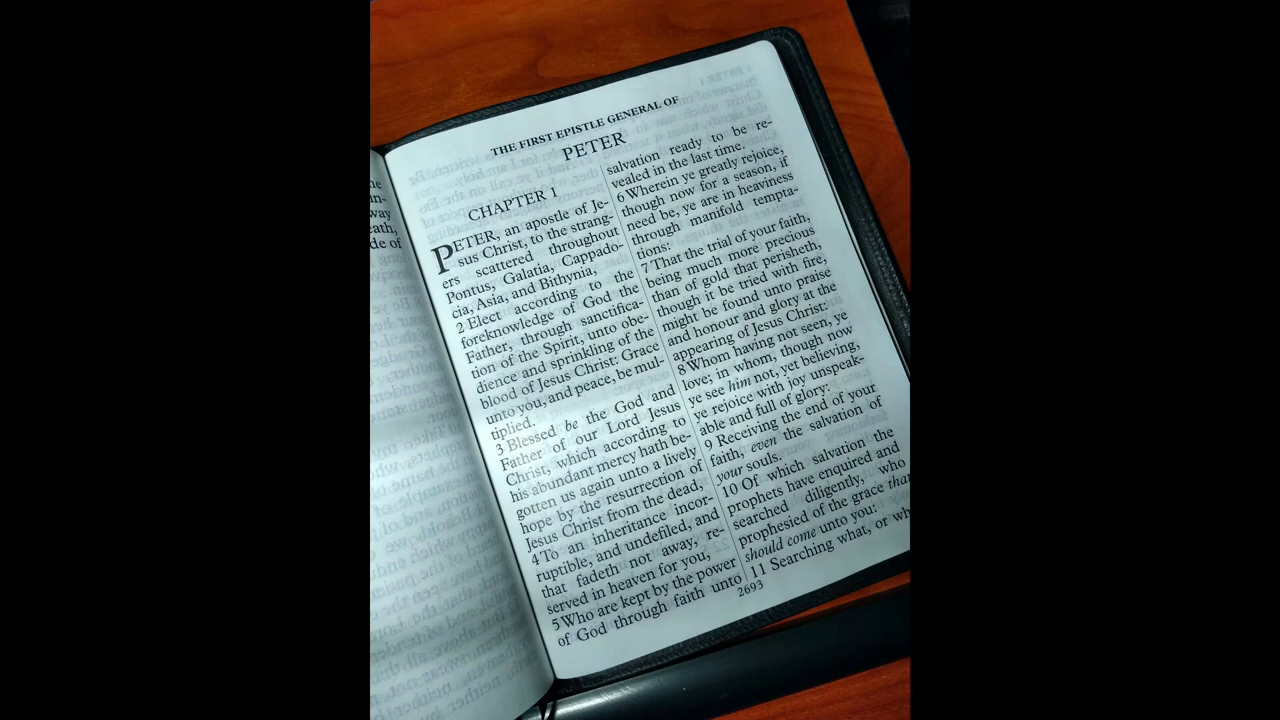 he
in-
way
eath,
de of
THE FIRST EPISTLE GENERAL OF
PETER
CHAPTER 1
PETER, an apostle of Je-
sus Christ, to the strang-
ers scattered throughout
Pontus, Galatia, Cappado-
cia, Asia, and Bithynia,
2 Elect according to the
foreknowledge of God the
Father, through sanctifica-
tion of the Spirit, unto obe-
dience and sprinkling of the
blood of Jesus Christ: Grace
unto you, and peace, be mul-
tiplied.
3 Blessed be the God and
Father of our Lord Jesus
Christ, which according to
his abundant mercy hath be-
gotten us again unto a lively
hope by the resurrection of
Jesus Christ from the dead,
4 To an inheritance incor-
ruptible, and undefiled, and
that fadeth not away, re-
served in heaven for you,
5 Who are kept by the power
of God through faith unto
salvation ready to be re-
vealed in the last time.
6 Wherein ye greatly rejoice,
though now for a season, if
need be, ye are in heaviness
through manifold tempta-
tions:
7 That the trial of your faith,
being much more precious
than of gold that perisheth,
though it be tried with fire,
might be found unto praise
and honour and glory at the
appearing of Jesus Christ:
8 Whom having not seen, ye
love; in whom, though now
ye see him not, yet believing,
ye rejoice with joy unspeak-
able and full of glory:
9 Receiving the end of your
faith, even the salvation of
your souls.
10 Of which salvation the
prophets have enquired and
searched diligently, who
prophesied of the grace that
should come unto you:
11 Searching what, or wh
2693